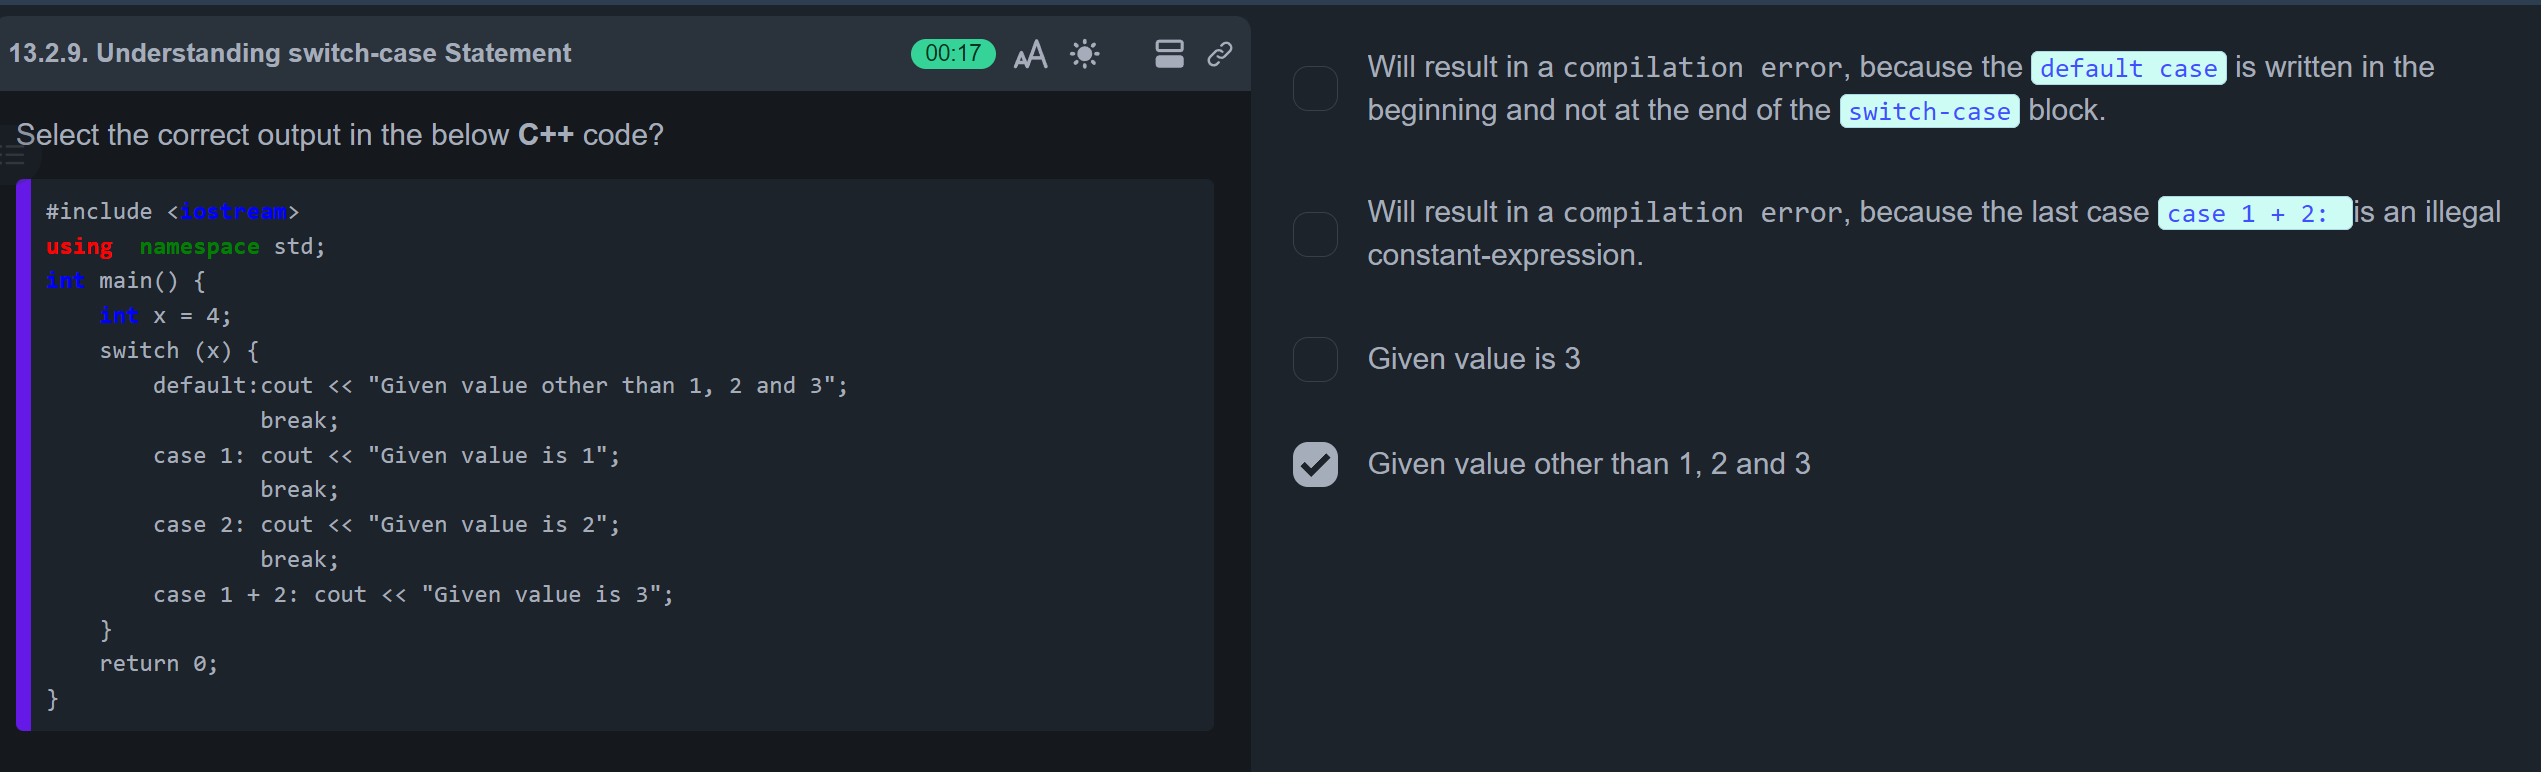 13.2.9. Understanding switch-case Statement
00:17
Select the correct output in the below C++ code?
#include <iostream>
using namespace std;
int main() {
int x = 4;
switch (x) {
default:cout << "Given value other than 1, 2 and 3";
break;
case 1: cout << "Given value is 1";
break;
case 2: cout << "Given value is 2";
break;
case 1 + 2: cout << "Given value is 3";
}
return 0;
}
Will result in a compilation error, because the default case is written in the
beginning and not at the end of the switch-case block.
Will result in a compilation error, because the last case case 1 + 2: is an illegal
constant-expression.
Given value is 3
Given value other than 1, 2 and 3